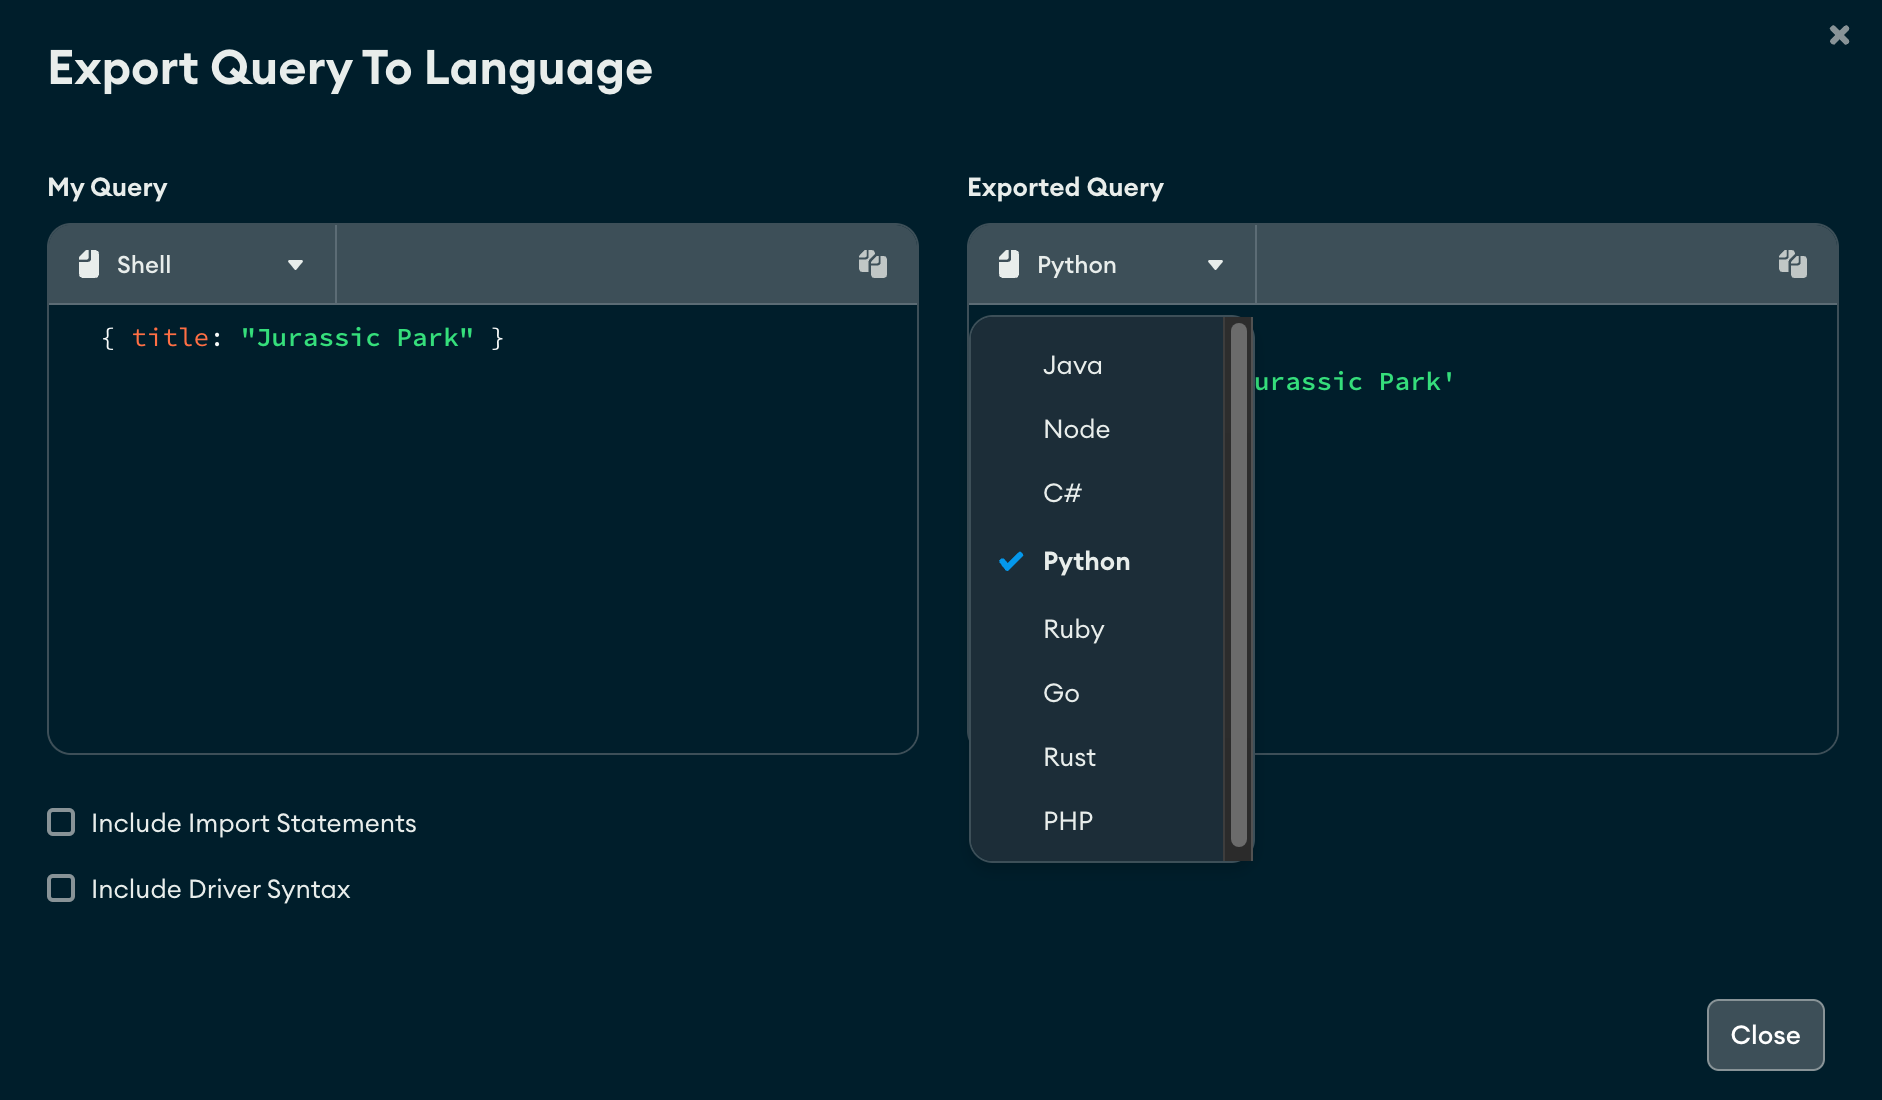 Export Query To Language
My Query
Shell
{ title: "Jurassic Park" }
Include Import Statements
Include Driver Syntax
Exported Query
Python
urassic Park'
Java
Node
C#
Python
Ruby
Go
Rust
PHP
Close